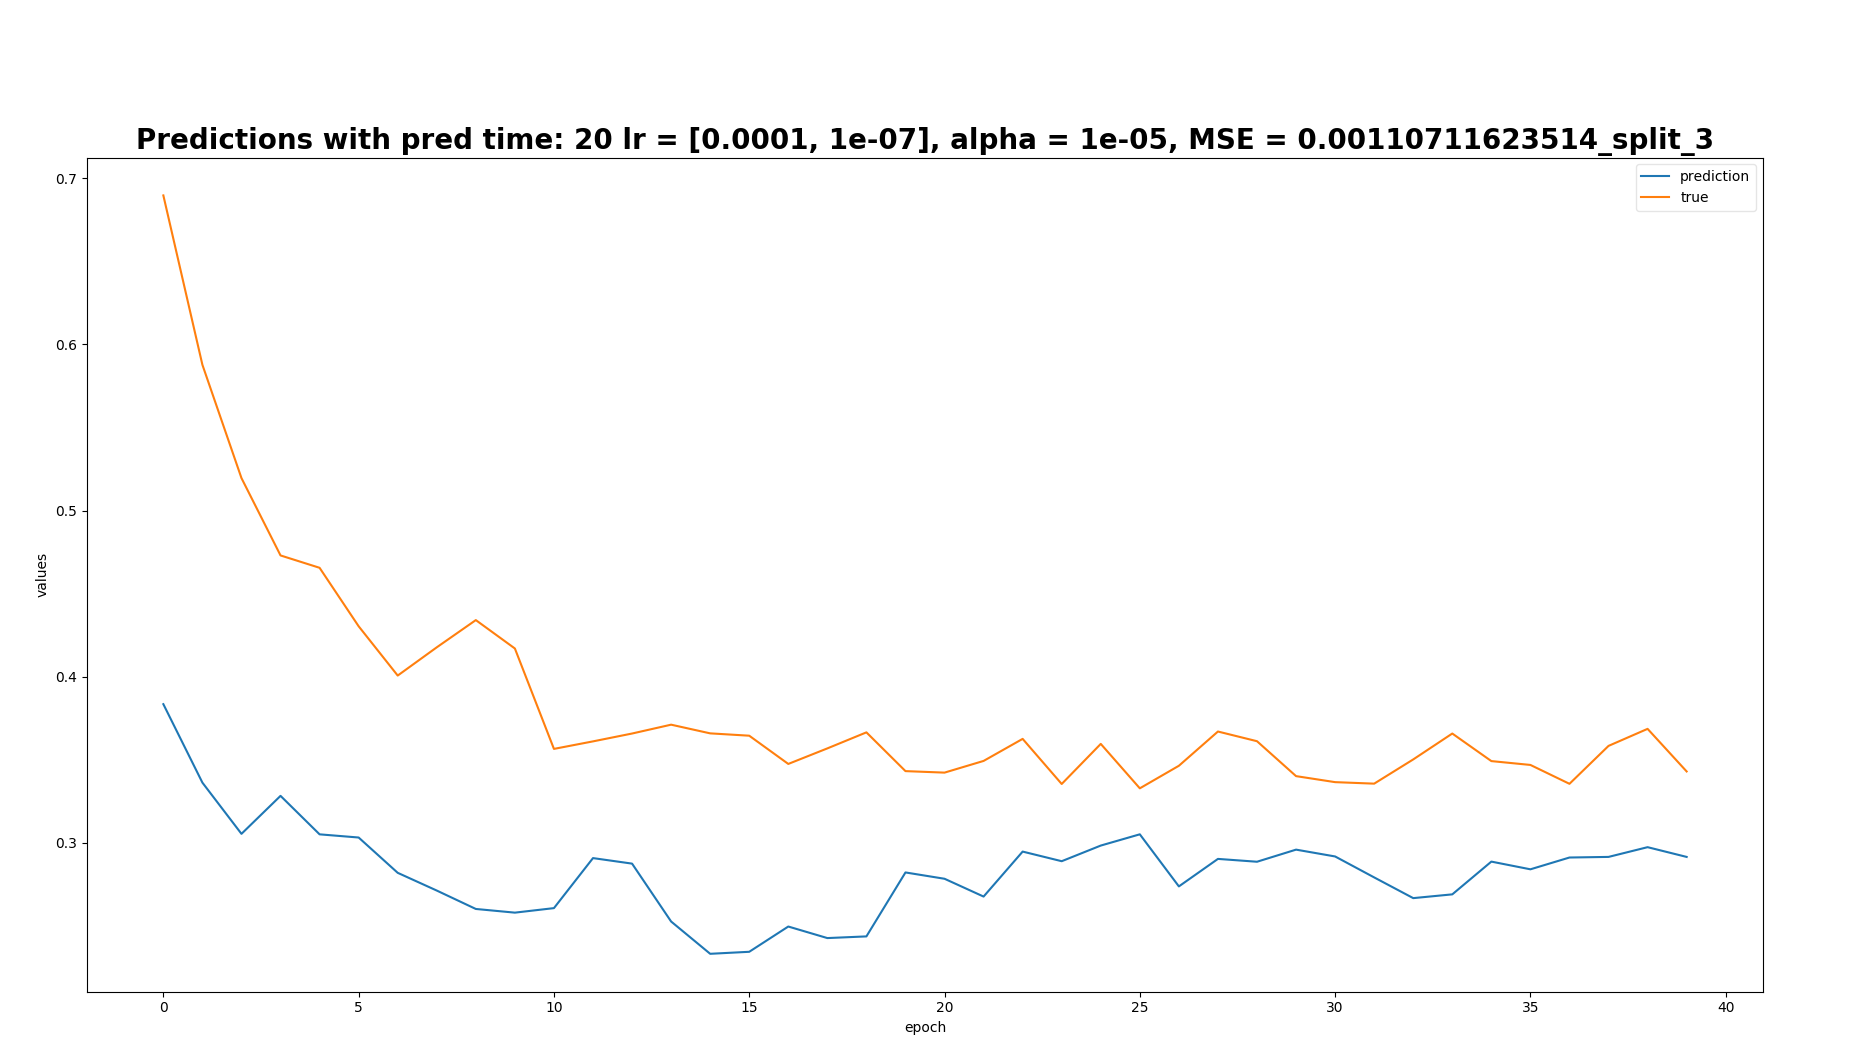 Predictions with pred time: 20 lr = [0.0001, 1e-07], alpha = 1e-05, MSE = 0.00110711623514_split_3
prediction
true
0.7
0.6
0.5
0.4
0.3
values
0 5 10 15 20 25 30 35 40
epoch